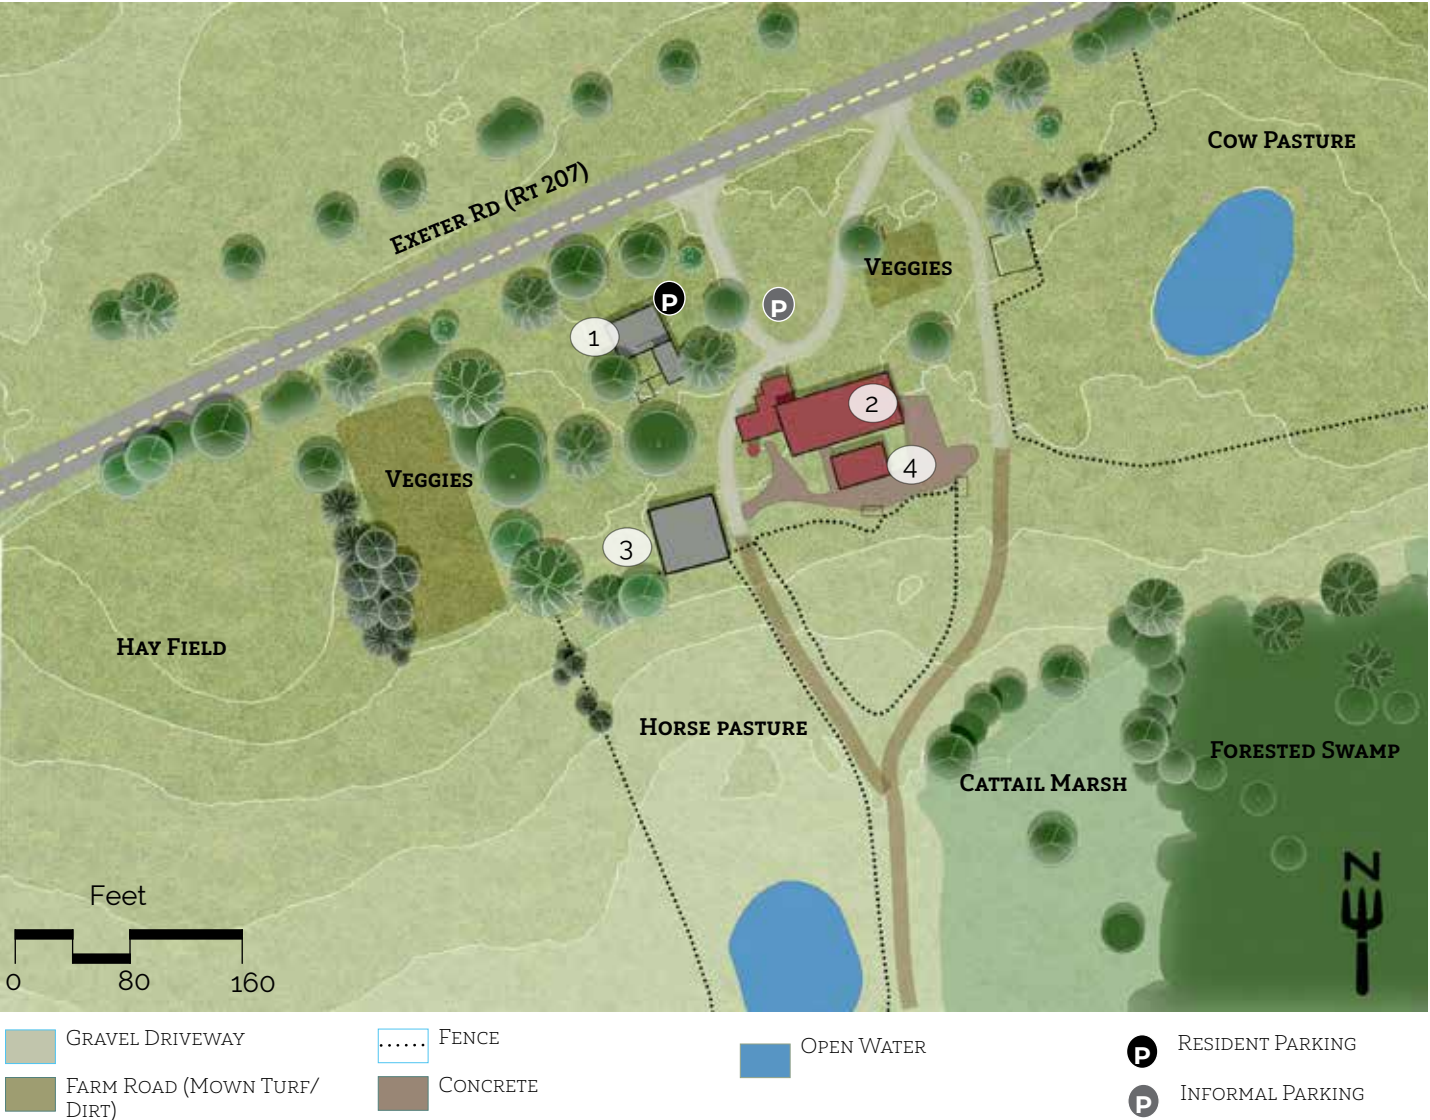 Cow Pasture
Exeter Rd (Rt 207)
Veggies
P
P
1
2
Veggies
4
3
Hay Field
Horse pasture
Forested Swamp
Cattail Marsh
N
Feet
0 80 160
Gravel Driveway
Farm Road (Mown Turf/
Dirt)
Fence
Concrete
Open Water
P Resident Parking
P Informal Parking